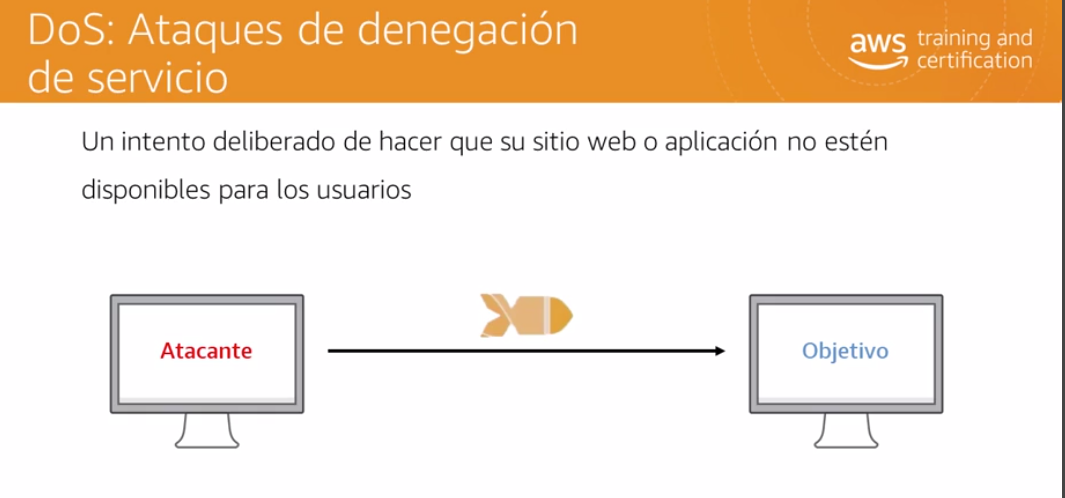 DoS: Ataques de denegación
de servicio
aws training and
certification
Un intento deliberado de hacer que su sitio web o aplicación no estén
disponibles para los usuarios
Atacante
Objetivo